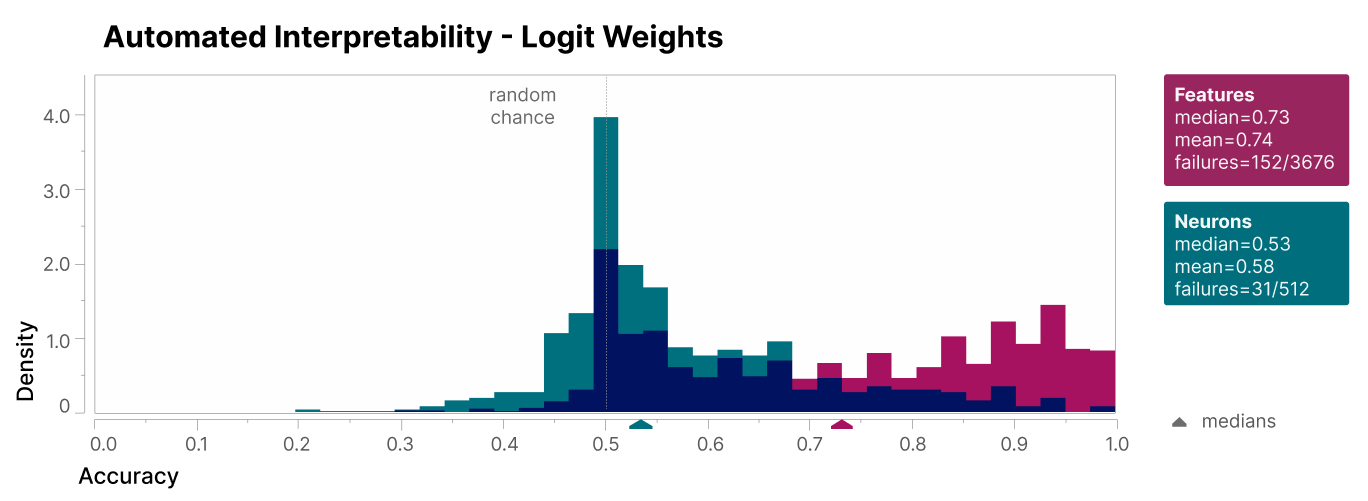 Automated Interpretability - Logit Weights
random
chance
4.0
3.0
2.0
1.0
0
Density
0.0 0.1 0.2 0.3 0.4 0.5 0.6 0.7 0.8 0.9 1.0
Accuracy
Features
median=0.73
mean=0.74
failures=152/3676
Neurons
median=0.53
mean=0.58
failures=31/512
medians